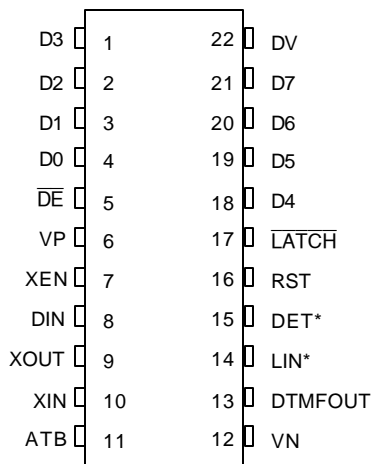 D3 1 22 DV
D2 2 21 D7
D1 3 20 D6
D0 4 19 D5
D̅E̅ 5 18 D4
VP 6 17 L̅A̅T̅C̅H̅
XEN 7 16 RST
DIN 8 15 DET*
XOUT 9 14 LIN*
XIN 10 13 DTMFOUT
ATB 11 12 VN